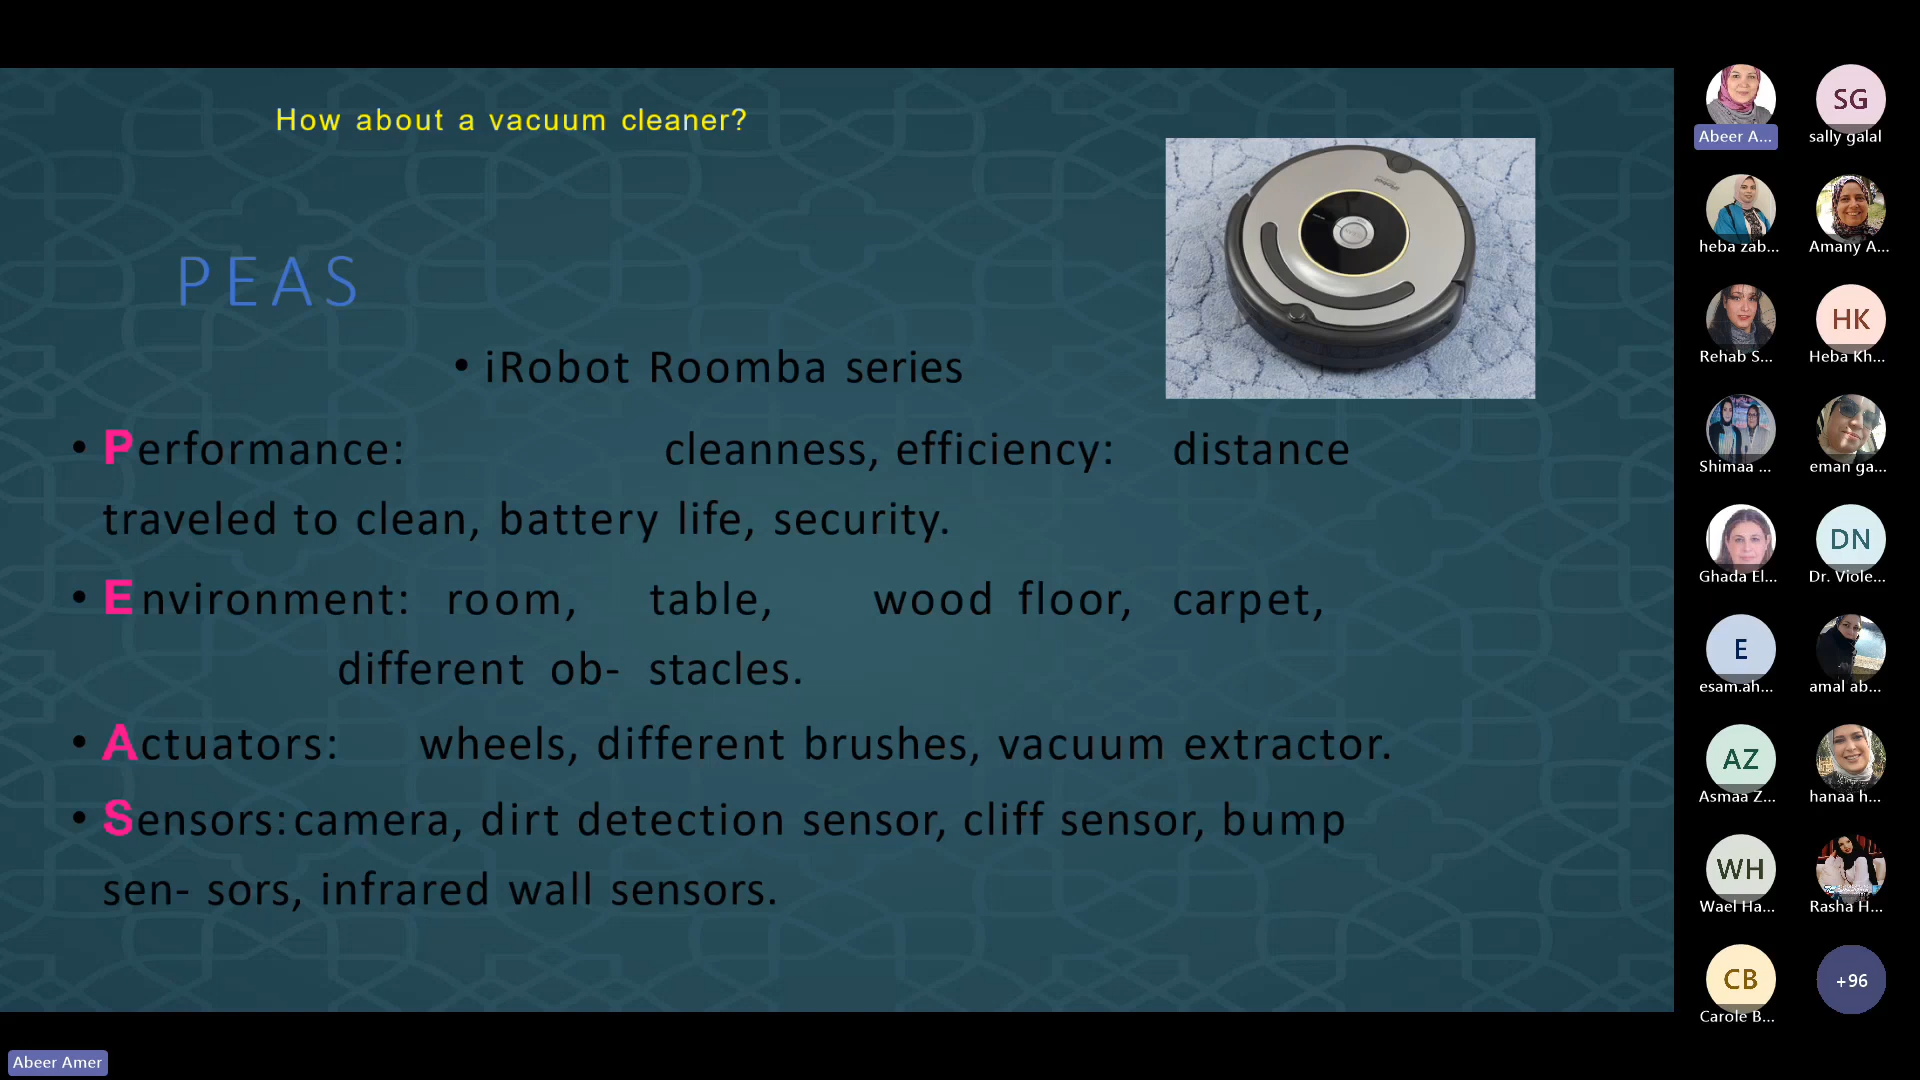 How about a vacuum cleaner?
PEAS
• iRobot Roomba series
• Performance: cleanness, efficiency: distance
traveled to clean, battery life, security.
• Environment: room, table, wood floor, carpet,
different ob- stacles.
• Actuators: wheels, different brushes, vacuum extractor.
• Sensors: camera, dirt detection sensor, cliff sensor, bump
sen- sors, infrared wall sensors.
Abeer A...
SG
sally galal
heba zab...
Amany A...
Rehab S...
HK
Heba Kh...
Shimaa ...
eman ga...
Ghada El...
DN
Dr. Viole...
E
esam.ah...
amal ab...
AZ
Asmaa Z...
hanaa h...
WH
Wael Ha...
Rasha H...
CB
Carole B...
+96
Abeer Amer